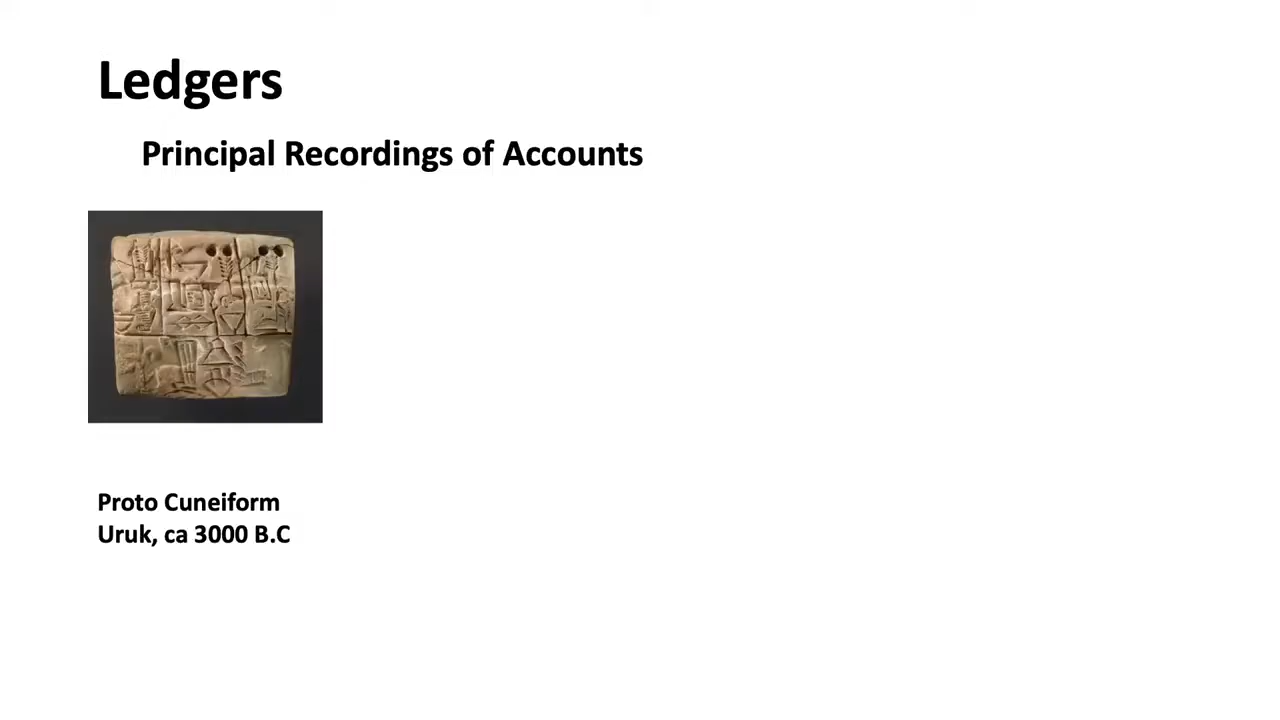 Ledgers
Principal Recordings of Accounts
Proto Cuneiform
Uruk, ca 3000 B.C